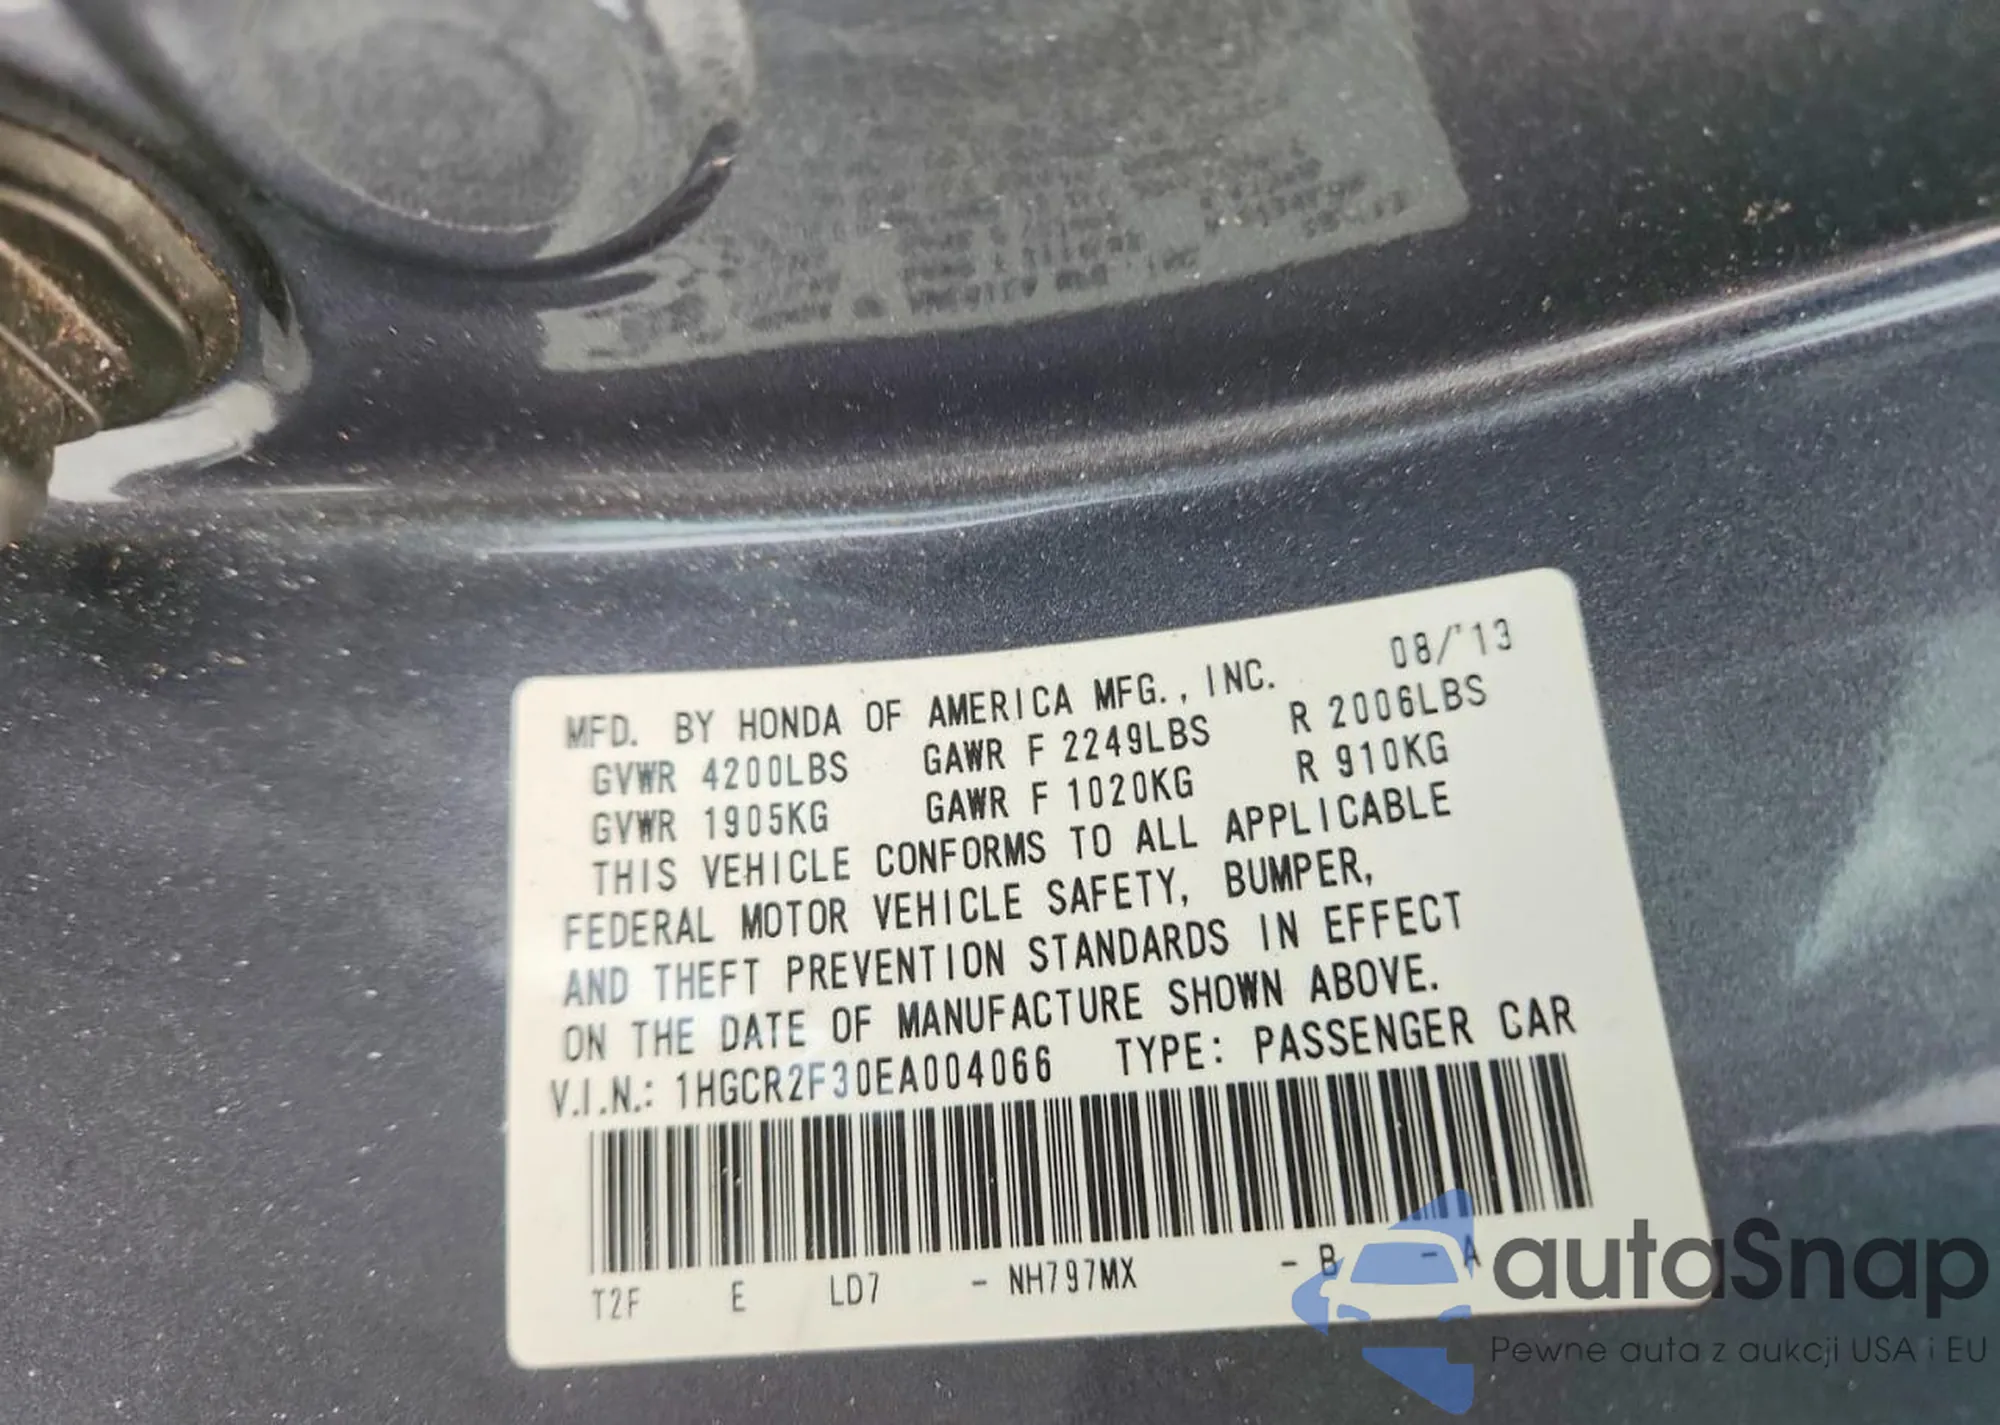 MFD. BY HONDA OF AMERICA MFG., INC. 08/'13
GVWR 4200LBS GAWR F 2249LBS R 2006LBS
GVWR 1905KG GAWR F 1020KG R 910KG
THIS VEHICLE CONFORMS TO ALL APPLICABLE
FEDERAL MOTOR VEHICLE SAFETY, BUMPER,
AND THEFT PREVENTION STANDARDS IN EFFECT
ON THE DATE OF MANUFACTURE SHOWN ABOVE.
V.I.N.: 1HGCR2F30EA004066 TYPE: PASSENGER CAR
T2F E LD7 - NH797MX - B - A
autaSnap
Pewne auta z aukcji USA i EU